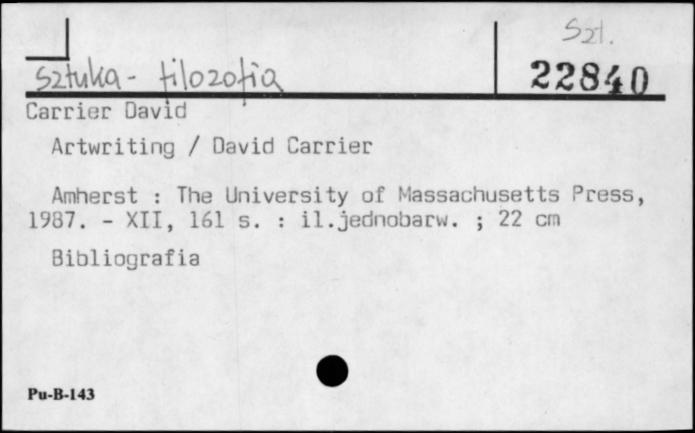 Szt.
sztuka - filozofia
22840
Carrier David
Artwriting / David Carrier
Amherst : The University of Massachusetts Press,
1987. - XII, 161 s. : il.jednobarw. ; 22 cm
Bibliografia
Pu-B-143